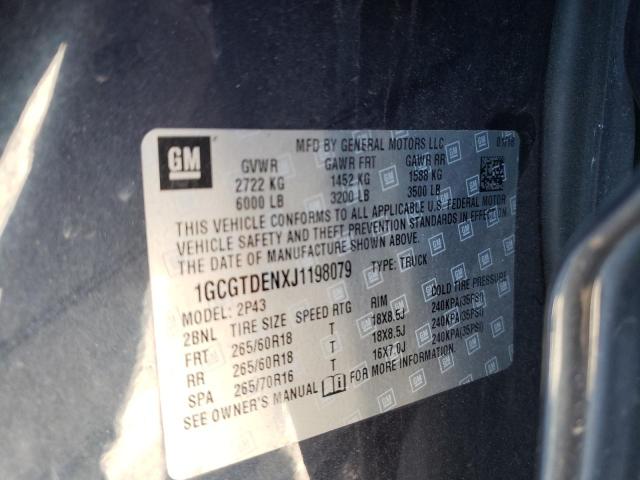 GM
MFD BY GENERAL MOTORS LLC 01/18
GVWR GAWR FRT GAWR RR
2722 KG 1452 KG 1588 KG
6000 LB 3200 LB 3500 LB
THIS VEHICLE CONFORMS TO ALL APPLICABLE U.S. FEDERAL MOTOR
VEHICLE SAFETY AND THEFT PREVENTION STANDARDS IN EFFECT ON
THE DATE OF MANUFACTURE SHOWN ABOVE.
1GCGTDENXJ1198079 TYPE: TRUCK
MODEL: 2P43
2BNL TIRE SIZE SPEED RTG RIM COLD TIRE PRESSURE
FRT 265/60R18 T 18X8.5J 240KPA(35PSI)
RR 265/60R18 T 18X8.5J 240KPA(35PSI)
SPA 265/70R16 T 16X7.0J 240KPA(35PSI)
SEE OWNER'S MANUAL FOR MORE INFORMATION.